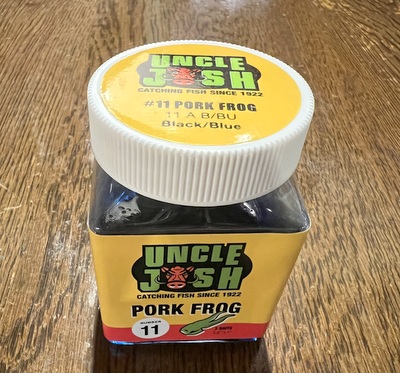 UNCLE
JOSH
CATCHING FISH SINCE 1922
#11 PORK FROG
11 A B/BU
Black/Blue
UNCLE
JOSH
CATCHING FISH SINCE 1922
PORK FROG
NUMBER
11